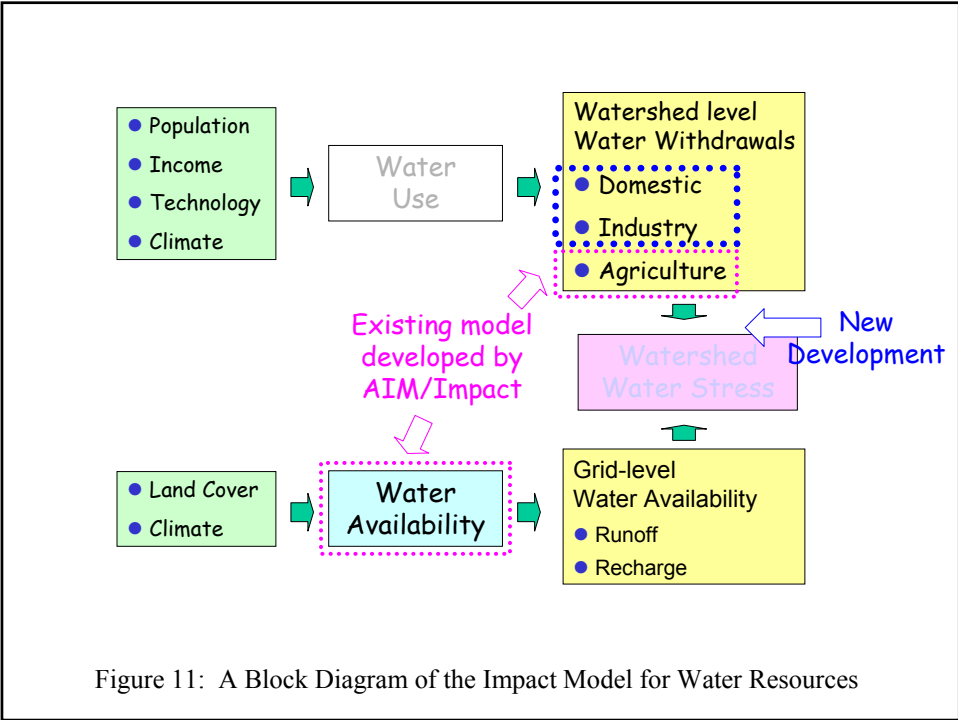 Population
Income
Technology
Climate
Water
Use
Watershed level
Water Withdrawals
Domestic
Industry
Agriculture
Existing model
developed by
AIM/Impact
New
Development
Watershed
Water Stress
Land Cover
Climate
Water
Availability
Grid-level
Water Availability
Runoff
Recharge
Figure 11: A Block Diagram of the Impact Model for Water Resources